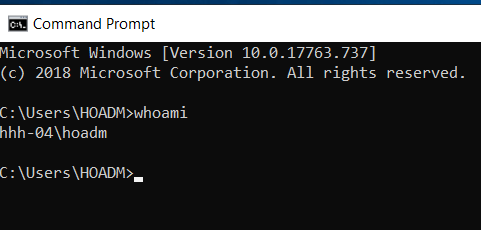 Command Prompt
Microsoft Windows [Version 10.0.17763.737]
(c) 2018 Microsoft Corporation. All rights reserved.
C:\Users\HOADM>whoami
hhh-04\hoadm
C:\Users\HOADM>